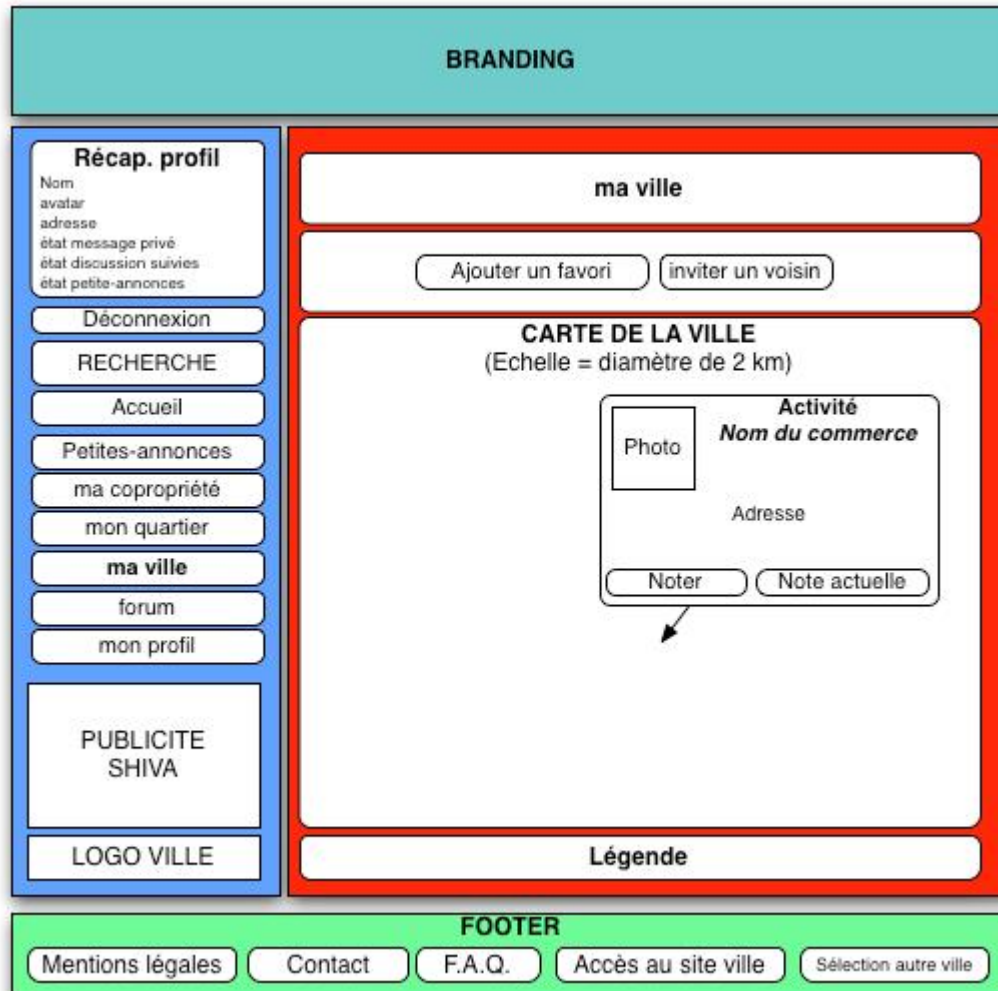 BRANDING
Récap. profil
Nom
avatar
adresse
état message privé
état discussion suivies
état petite-annonces
Déconnexion
RECHERCHE
Accueil
Petites-annonces
ma copropriété
mon quartier
ma ville
forum
mon profil
PUBLICITE
SHIVA
LOGO VILLE
ma ville
Ajouter un favori
inviter un voisin
CARTE DE LA VILLE
(Echelle = diamètre de 2 km)
Activité
Nom du commerce
Photo
Adresse
Noter
Note actuelle
Légende
FOOTER
Mentions légales
Contact
F.A.Q.
Accès au site ville
Sélection autre ville